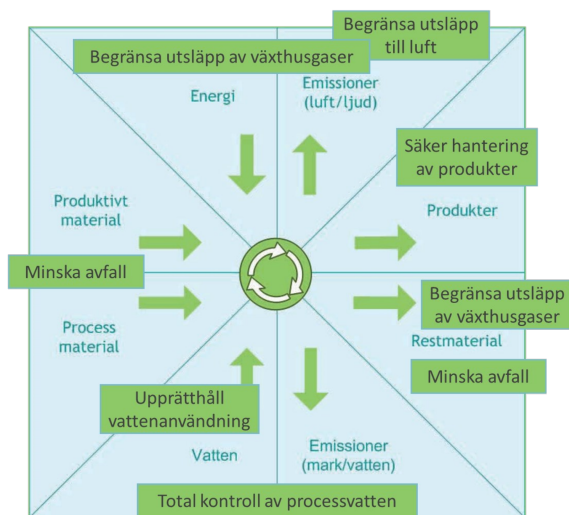 Begränsa utsläpp
till luft
Begränsa utsläpp av växthusgaser
Energi
Emissioner
(luft/ljud)
Säker hantering
av produkter
Produktivt
material
Produkter
Minska avfall
Begränsa utsläpp
av växthusgaser
Process
material
Restmaterial
Minska avfall
Upprätthåll
vattenanvändning
Vatten
Emissioner
(mark/vatten)
Total kontroll av processvatten